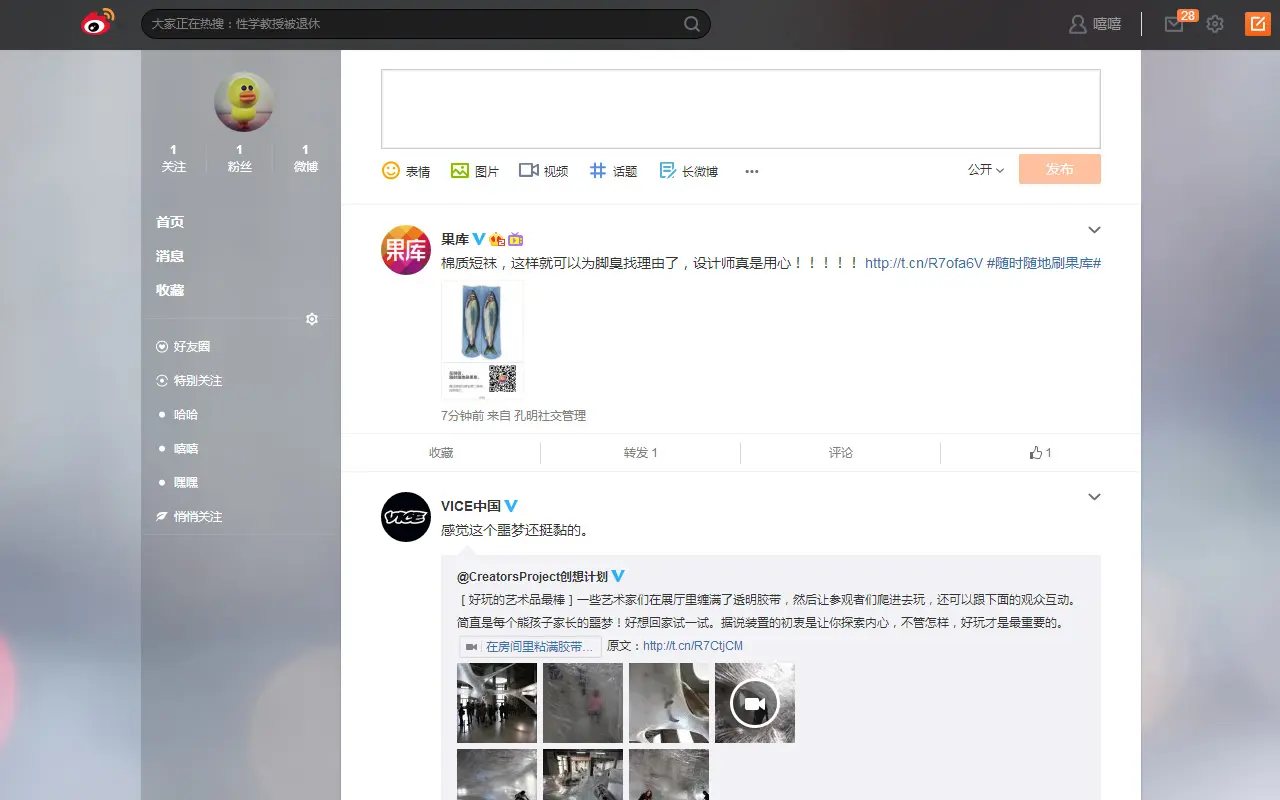 大家正在热搜：性学教授被退休
嘻嘻
28
1 1 1
关注 粉丝 微博
首页
消息
收藏
好友圈
特别关注
哈哈
嘻嘻
嘿嘿
悄悄关注
表情 图片 视频 话题 长微博 ••• 公开 发布
果库
果库
棉质短袜，这样就可以为脚臭找理由了，设计师真是用心！！！！！ http://t.cn/R7ofa6V #随时随地刷果库#
7分钟前 来自 孔明社交管理
收藏 转发 1 评论 1
VICE
VICE中国
感觉这个噩梦还挺黏的。
@CreatorsProject创想计划
[ 好玩的艺术品最棒 ] 一些艺术家们在展厅里缠满了透明胶带，然后让参观者们爬进去玩，还可以跟下面的观众互动。
简直是每个能孩子家长的噩梦！好想回家试一试。据说装置的初衷是让你探索内心，不管怎样，好玩才是最重要的。
在房间里粘满胶带... 原文：http://t.cn/R7CtjCM